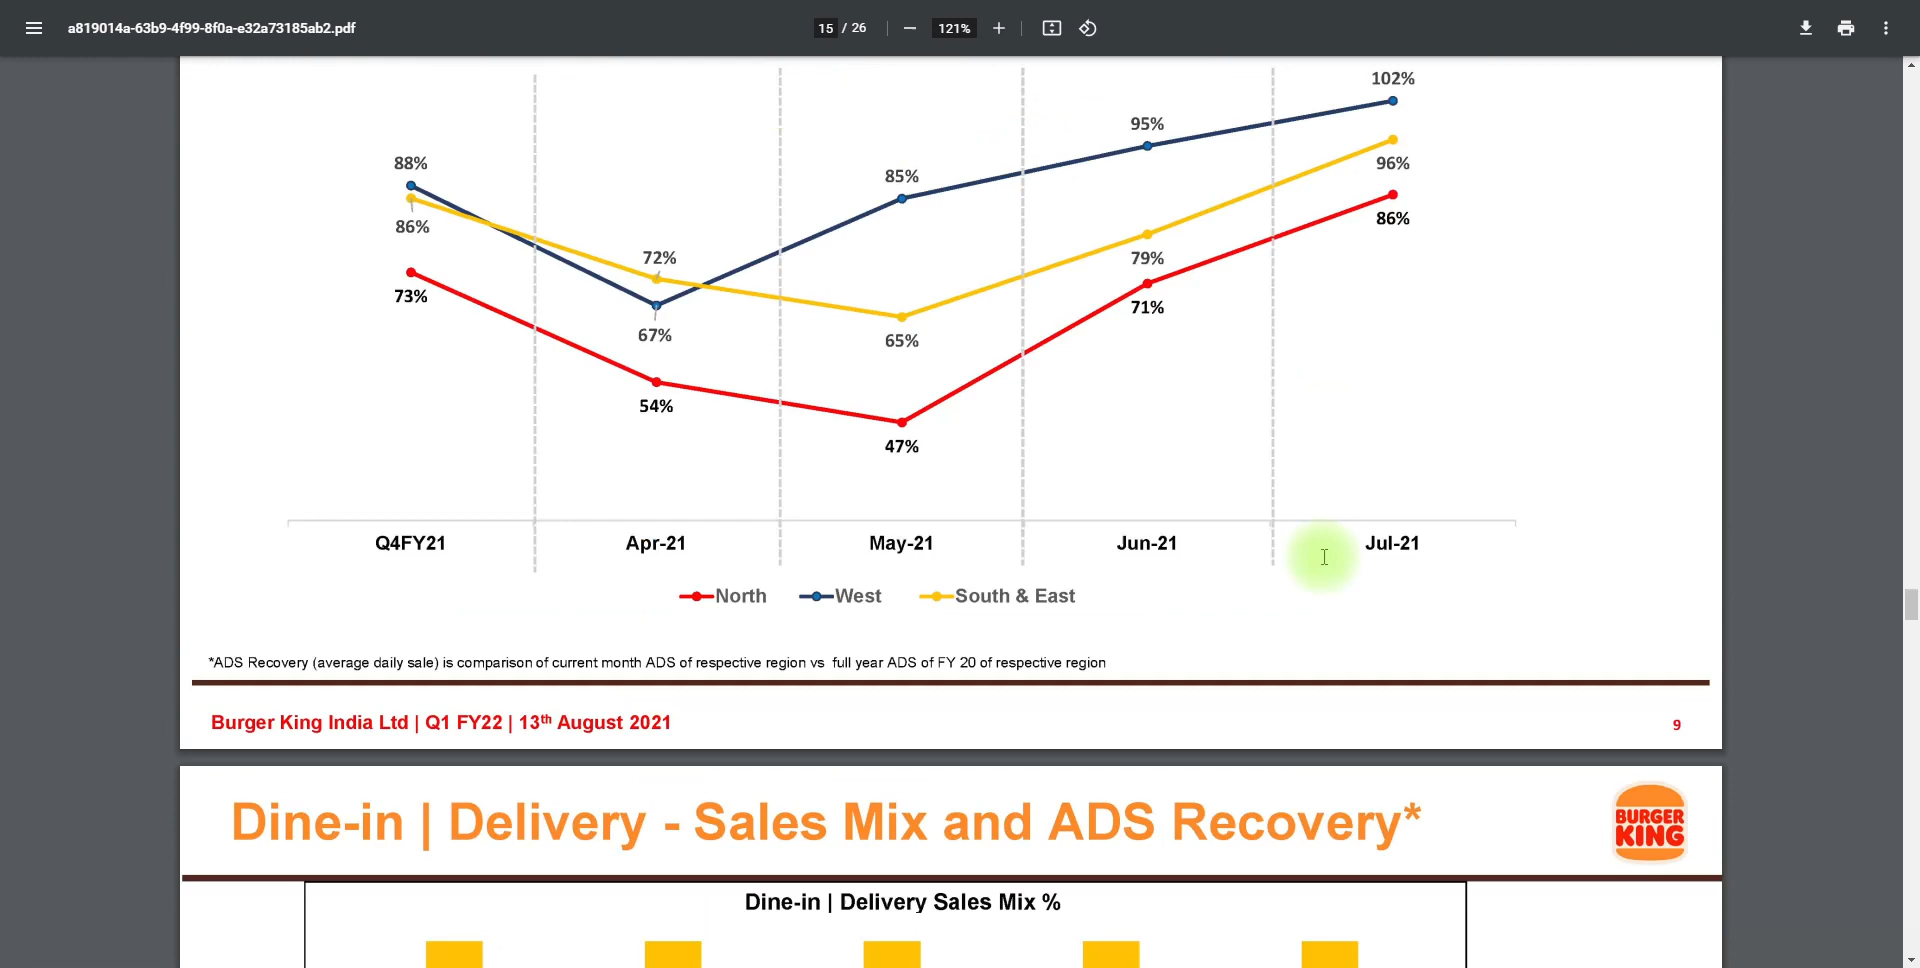 a819014a-63b9-4f99-8f0a-e32a73185ab2.pdf
15 / 26
121%
102%
95%
88%
85%
96%
86%
86%
72%
79%
73%
71%
67%
65%
54%
47%
Q4FY21 Apr-21 May-21 Jun-21 Jul-21
North West South & East
*ADS Recovery (average daily sale) is comparison of current month ADS of respective region vs full year ADS of FY 20 of respective region
Burger King India Ltd | Q1 FY22 | 13th August 2021
9
Dine-in | Delivery - Sales Mix and ADS Recovery*
BURGER
KING
Dine-in | Delivery Sales Mix %